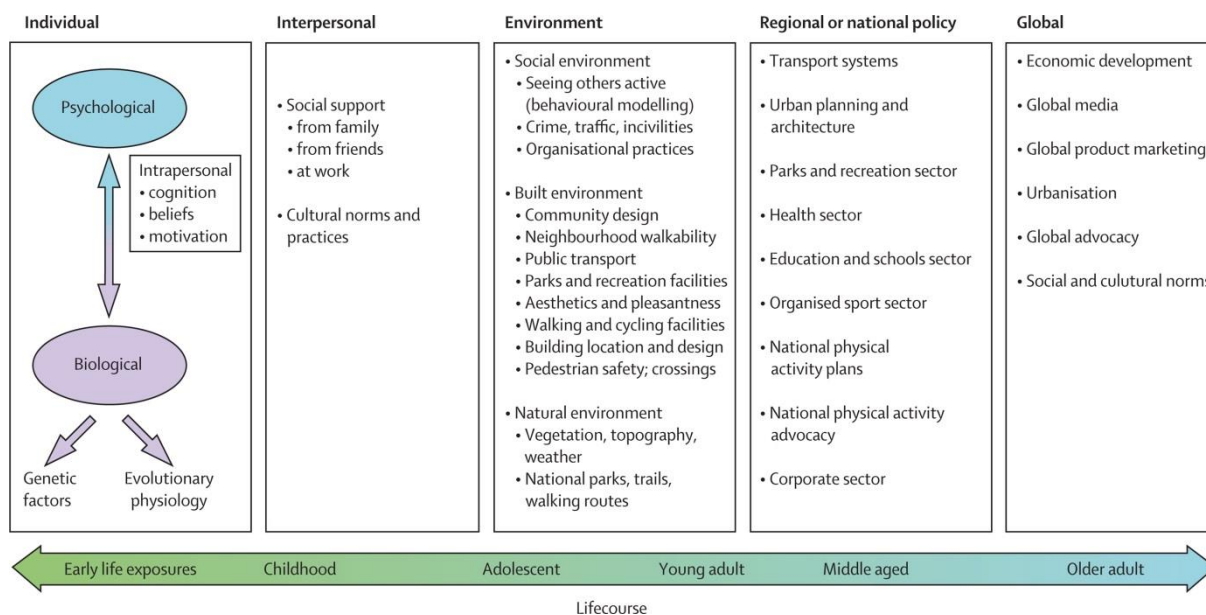 Individual
Psychological
Intrapersonal
• cognition
• beliefs
• motivation
Biological
Genetic
factors
Evolutionary
physiology
Interpersonal
• Social support
• from family
• from friends
• at work
• Cultural norms and
practices
Environment
• Social environment
• Seeing others active
(behavioural modelling)
• Crime, traffic, incivilities
• Organisational practices
• Built environment
• Community design
• Neighbourhood walkability
• Public transport
• Parks and recreation facilities
• Aesthetics and pleasantness
• Walking and cycling facilities
• Building location and design
• Pedestrian safety; crossings
• Natural environment
• Vegetation, topography,
weather
• National parks, trails,
walking routes
Regional or national policy
• Transport systems
• Urban planning and
architecture
• Parks and recreation sector
• Health sector
• Education and schools sector
• Organised sport sector
• National physical
activity plans
• National physical activity
advocacy
• Corporate sector
Global
• Economic development
• Global media
• Global product marketing
• Urbanisation
• Global advocacy
• Social and culutural norms
Early life exposures
Childhood
Adolescent
Young adult
Middle aged
Older adult
Lifecourse